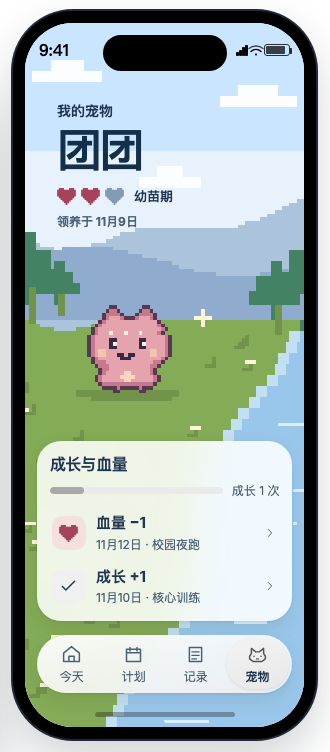 9:41
我的宠物
团团
幼苗期
领养于 11月9日
成长与血量
成长 1 次
血量 −1
11月12日 · 校园夜跑
成长 +1
11月10日 · 核心训练
今天
计划
记录
宠物